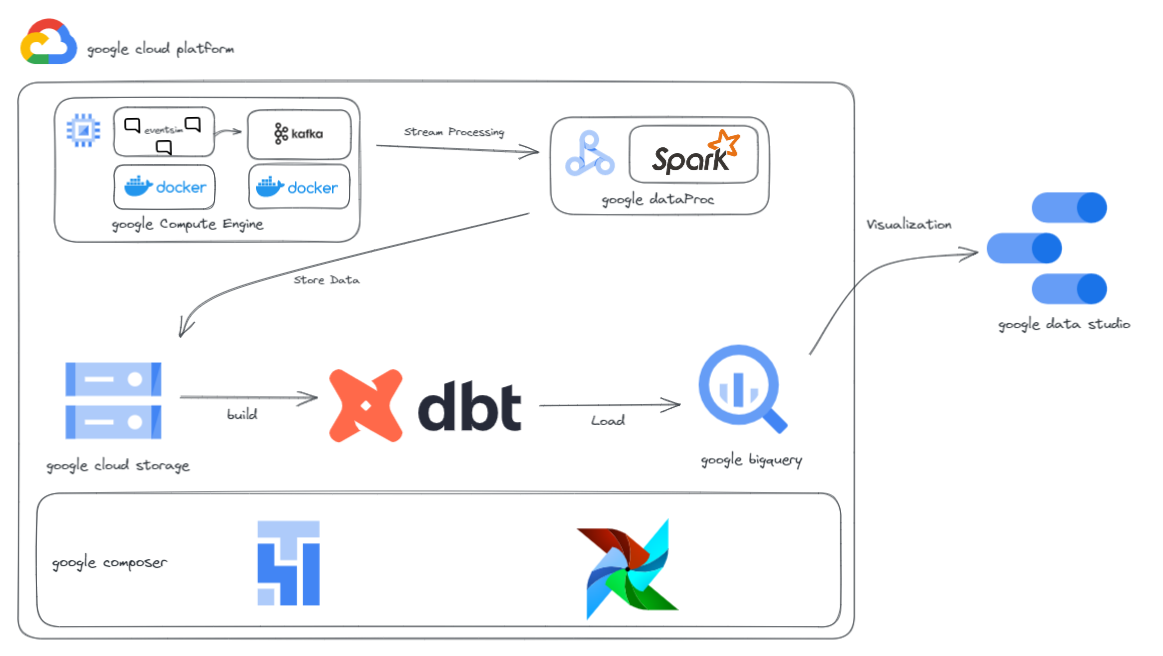 google cloud platform
eventsim
kafka
Stream Processing
docker
docker
Spark
google dataProc
google Compute Engine
Visualization
Store Data
google data studio
dbt
build
Load
google cloud storage
google bigquery
google composer